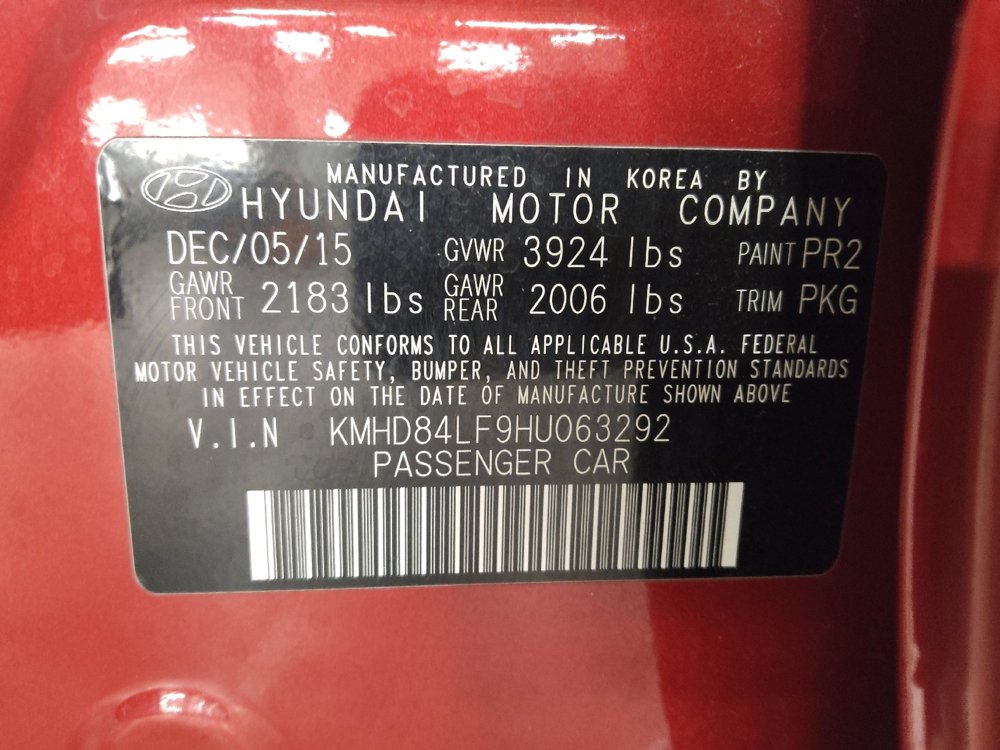 MANUFACTURED IN KOREA BY
HYUNDAI MOTOR COMPANY
DEC/05/15 GVWR 3924 lbs PAINT PR2
GAWR FRONT 2183 lbs GAWR REAR 2006 lbs TRIM PKG
THIS VEHICLE CONFORMS TO ALL APPLICABLE U.S.A. FEDERAL
MOTOR VEHICLE SAFETY, BUMPER, AND THEFT PREVENTION STANDARDS
IN EFFECT ON THE DATE OF MANUFACTURE SHOWN ABOVE
V.I.N KMHD84LF9HU063292
PASSENGER CAR